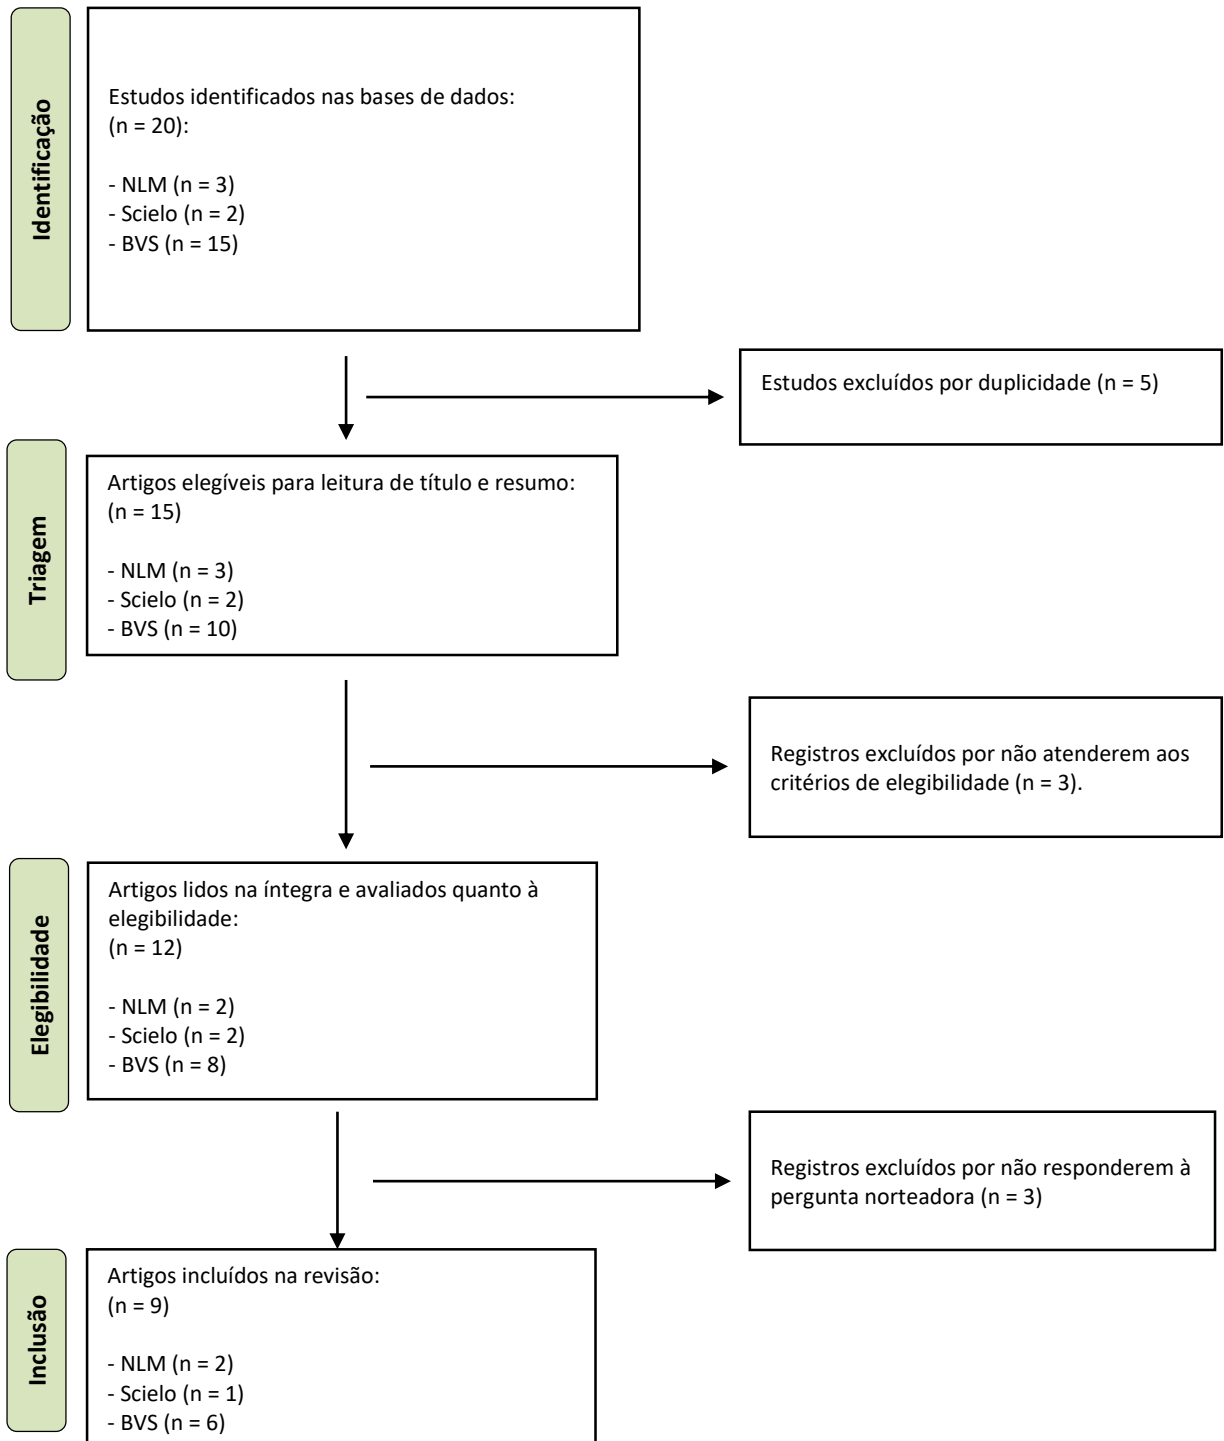 Identificação
Estudos identificados nas bases de dados:
(n = 20):
- NLM (n = 3)
- Scielo (n = 2)
- BVS (n = 15)
Estudos excluídos por duplicidade (n = 5)
Triagem
Artigos elegíveis para leitura de título e resumo:
(n = 15)
- NLM (n = 3)
- Scielo (n = 2)
- BVS (n = 10)
Registros excluídos por não atenderem aos
critérios de elegibilidade (n = 3).
Elegibilidade
Artigos lidos na íntegra e avaliados quanto à
elegibilidade:
(n = 12)
- NLM (n = 2)
- Scielo (n = 2)
- BVS (n = 8)
Registros excluídos por não responderem à
pergunta norteadora (n = 3)
Inclusão
Artigos incluídos na revisão:
(n = 9)
- NLM (n = 2)
- Scielo (n = 1)
- BVS (n = 6)